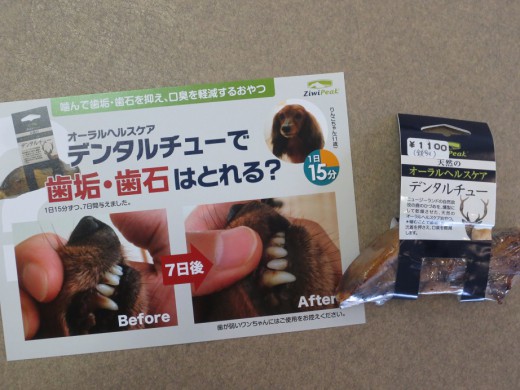 噛んで歯垢・歯石を抑え、口臭を軽減するおやつ
ZiwiPeak
オーラルヘルスケア
デンタルチューで
歯垢・歯石はとれる?
1日15分ずつ、7日間与えました。
1日
15分
7日後
Before
After
歯が弱いワンちゃんにはご使用をお控えください。
¥1100
Peak
天然の
オーラルヘルスケア
デンタルチュー